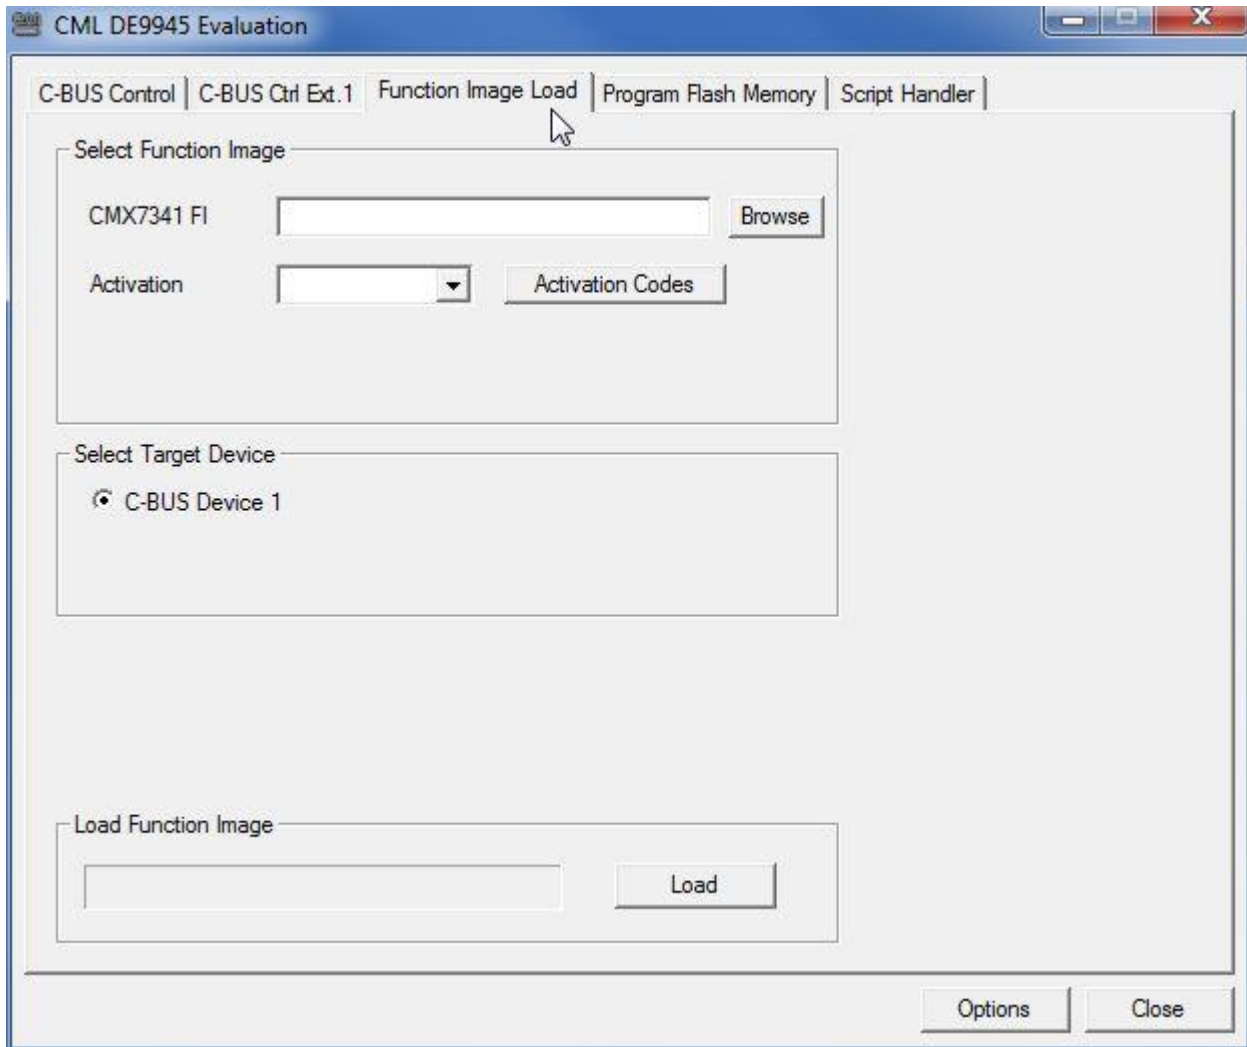 CML DE9945 Evaluation
C-BUS Control C-BUS Ctrl Ext.1 Function Image Load Program Flash Memory Script Handler
Select Function Image
CMX7341 FI Browse
Activation Activation Codes
Select Target Device
C-BUS Device 1
Load Function Image
Load
Options Close